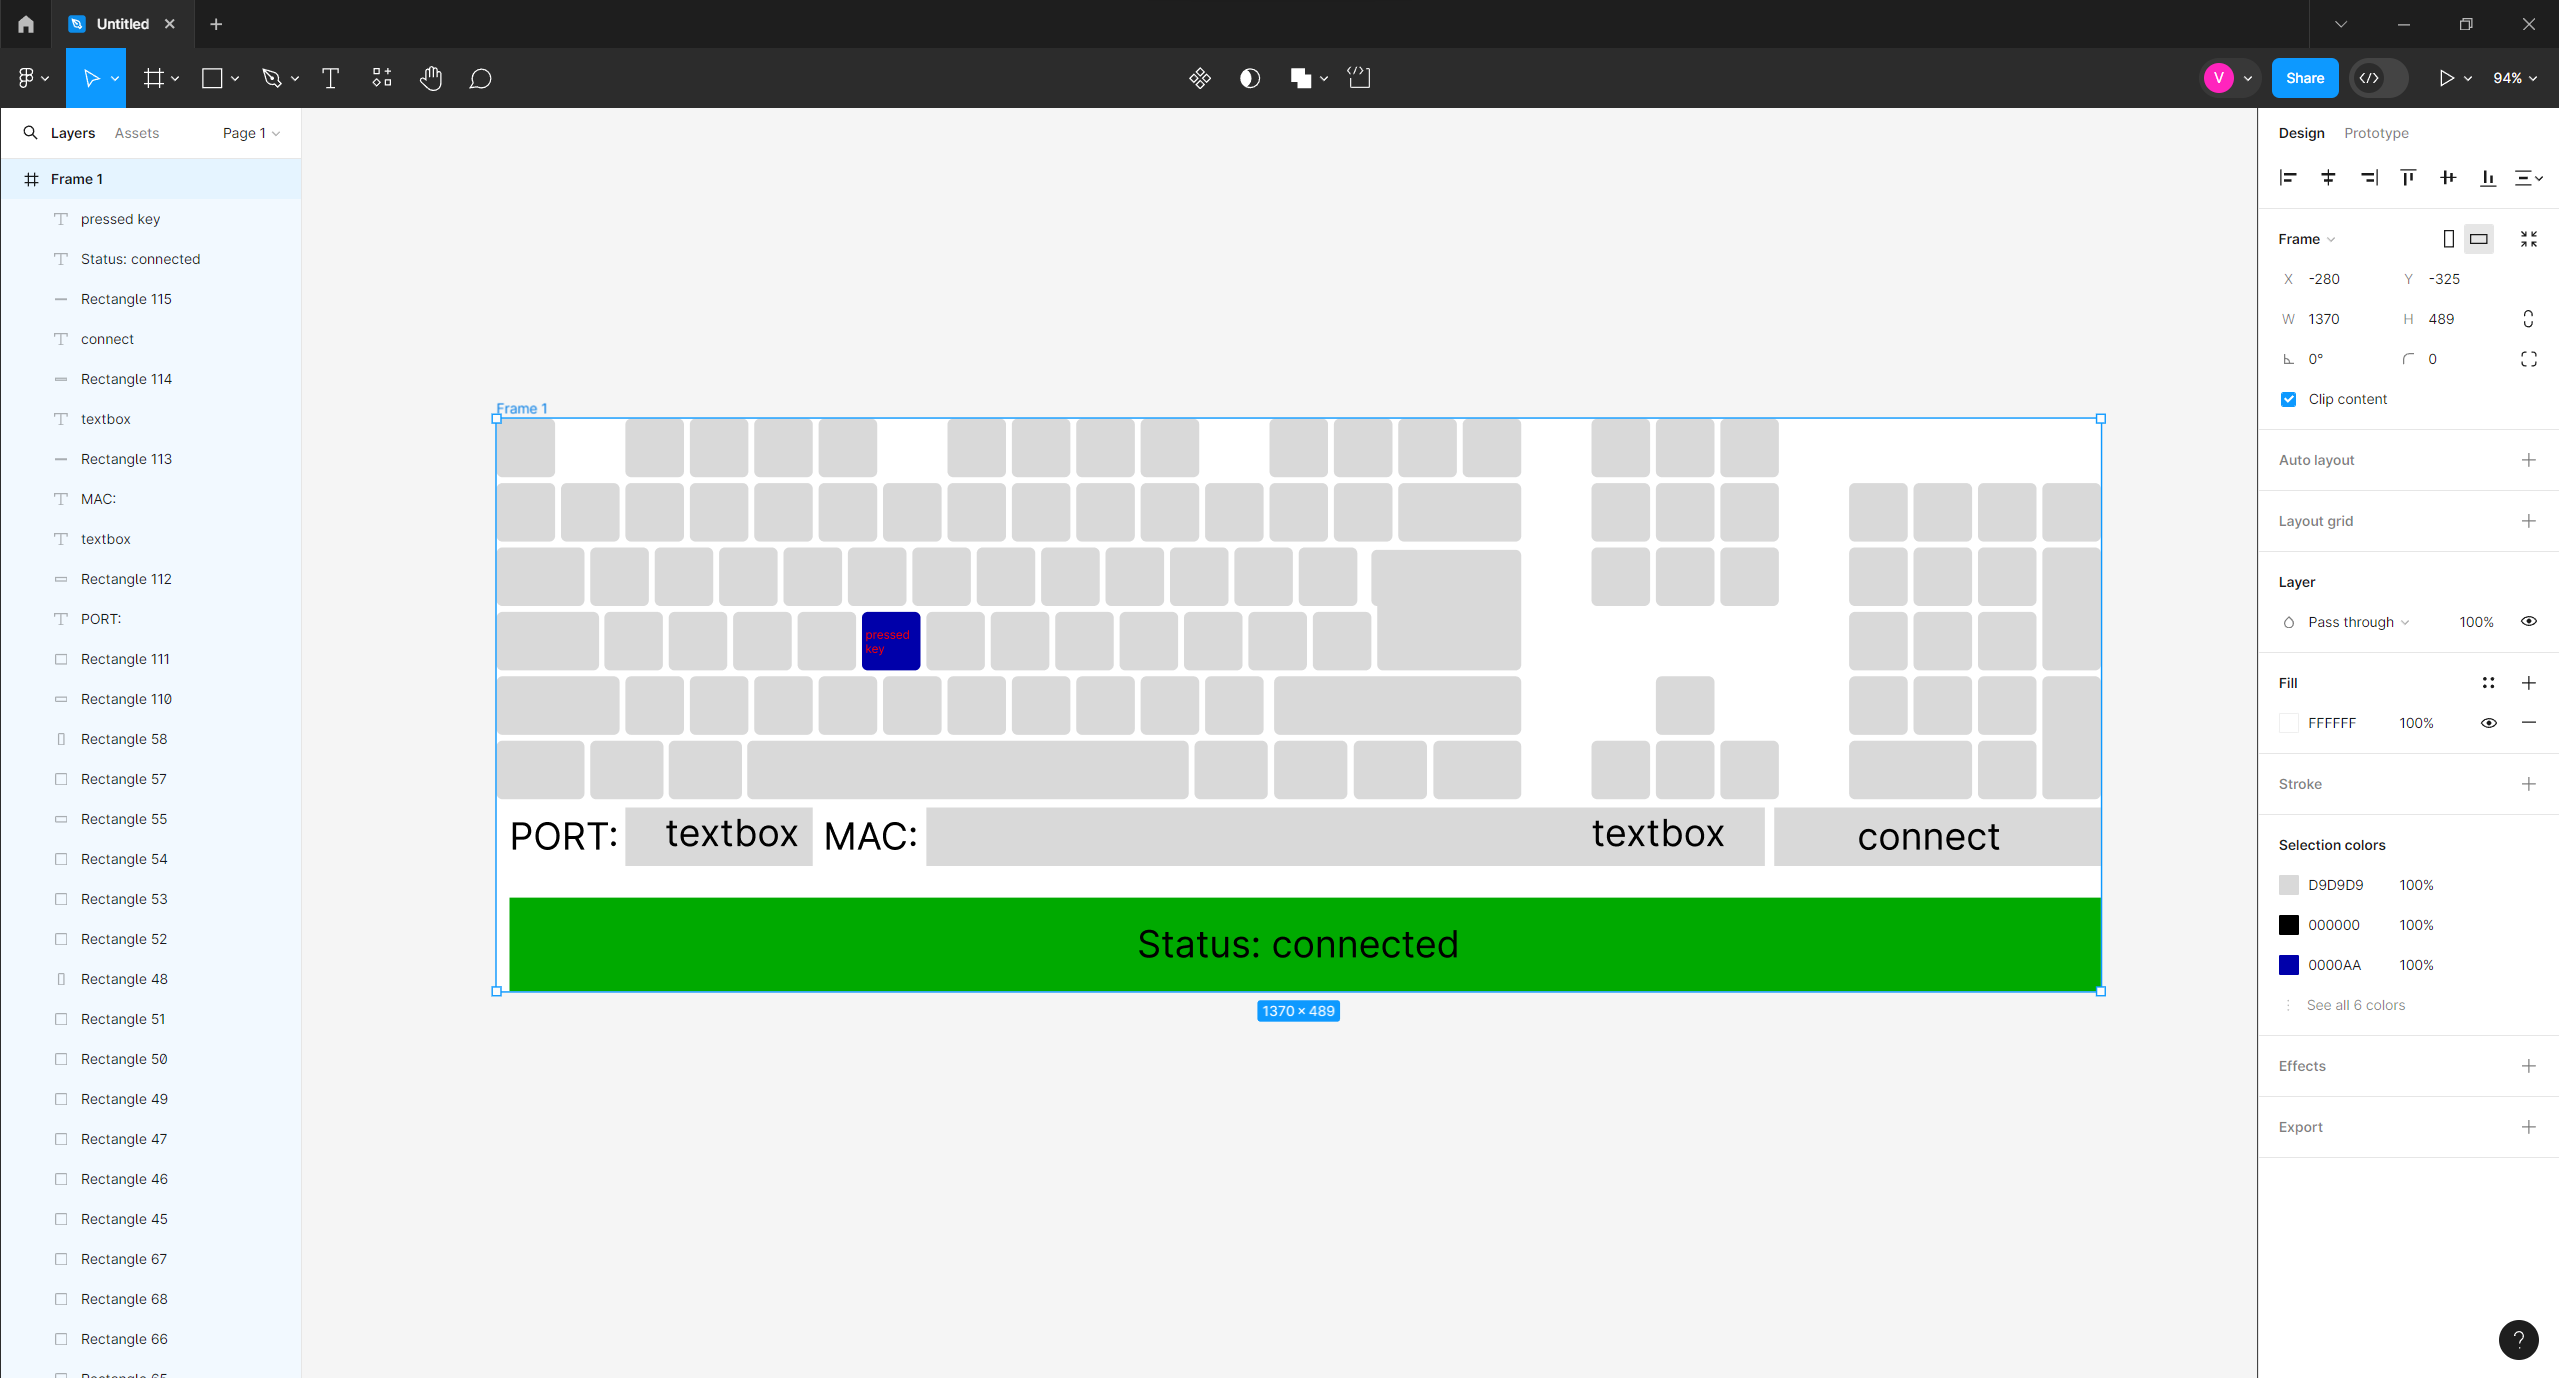 Untitled
V
Share
94%
Layers
Assets
Page 1
Frame 1
pressed key
Status: connected
Rectangle 115
connect
Rectangle 114
textbox
Rectangle 113
MAC:
textbox
Rectangle 112
PORT:
Rectangle 111
Rectangle 110
Rectangle 58
Rectangle 57
Rectangle 55
Rectangle 54
Rectangle 53
Rectangle 52
Rectangle 48
Rectangle 51
Rectangle 50
Rectangle 49
Rectangle 47
Rectangle 46
Rectangle 45
Rectangle 67
Rectangle 68
Rectangle 66
Rectangle 65
Frame 1
pressed
key
PORT:
textbox
MAC:
textbox
connect
Status: connected
1370 × 489
Design
Prototype
Frame
X -280
Y -325
W 1370
H 489
0°
0
Clip content
Auto layout
Layout grid
Layer
Pass through
100%
Fill
FFFFFF
100%
Stroke
Selection colors
D9D9D9
100%
000000
100%
0000AA
100%
See all 6 colors
Effects
Export
?